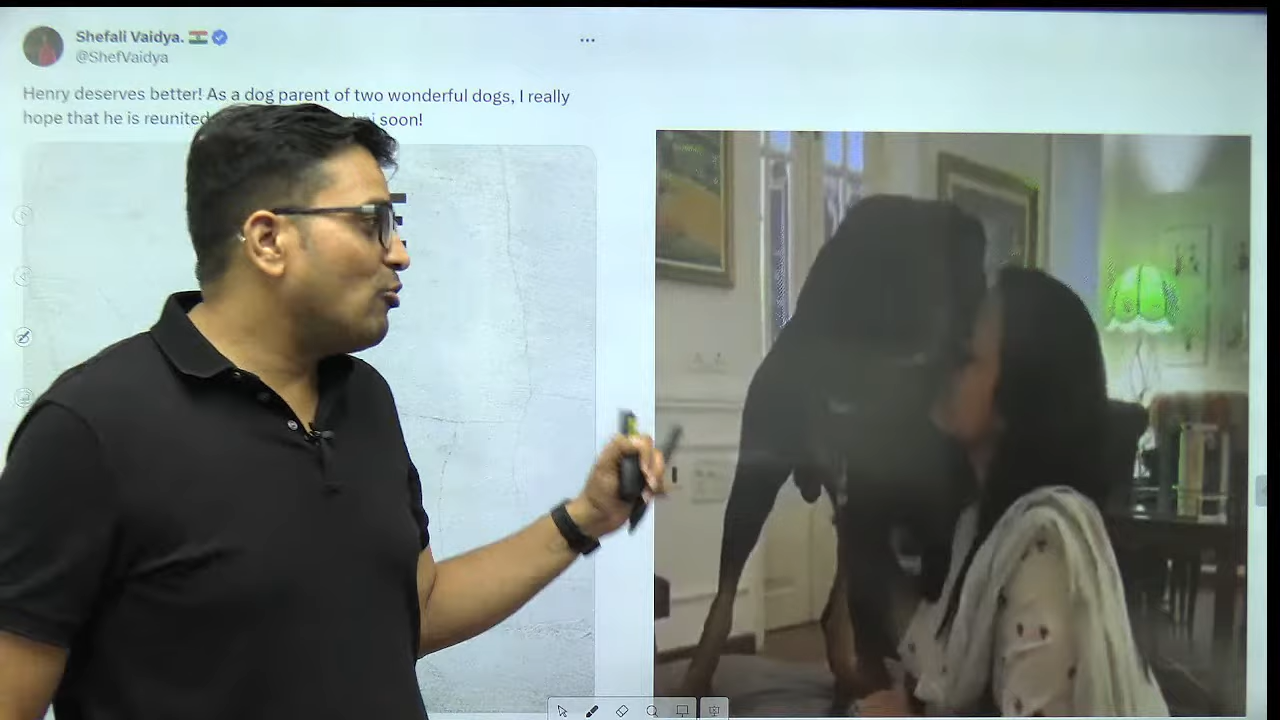 Shefali Vaidya.
@ShefVaidya
Henry deserves better! As a dog parent of two wonderful dogs, I really
hope that he is reunited soon!